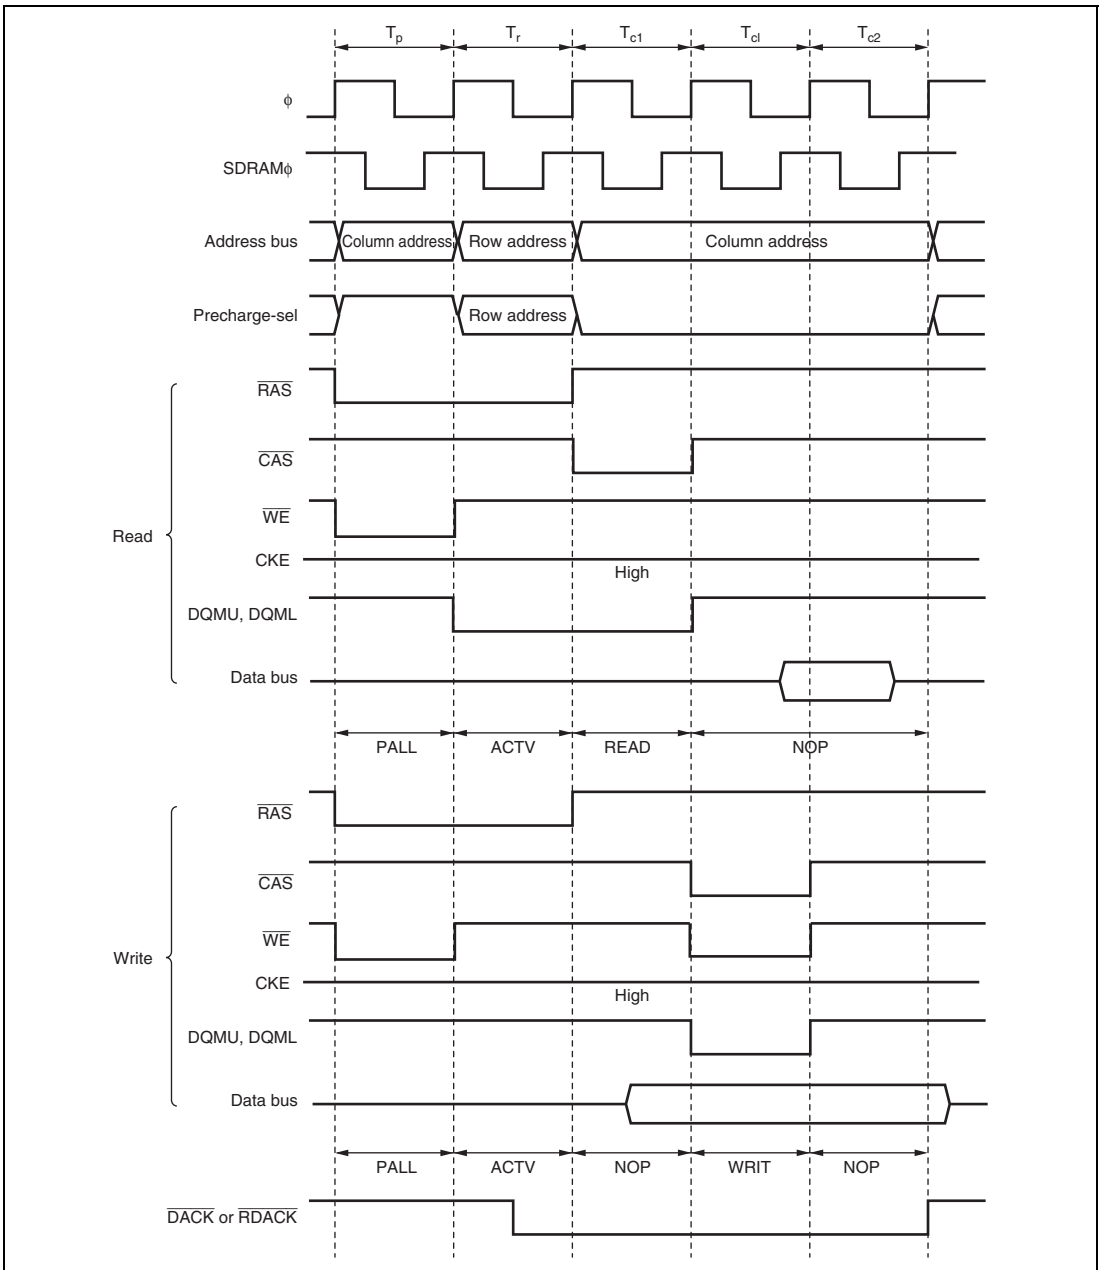 Tp Tr Tc1 Tcl Tc2
ϕ
SDRAMϕ
Address bus Column address Row address Column address
Precharge-sel Row address
RAS
CAS
WE
Read
CKE
High
DQMU, DQML
Data bus
PALL ACTV READ NOP
RAS
CAS
WE
Write
CKE
High
DQMU, DQML
Data bus
PALL ACTV NOP WRIT NOP
DACK or RDACK